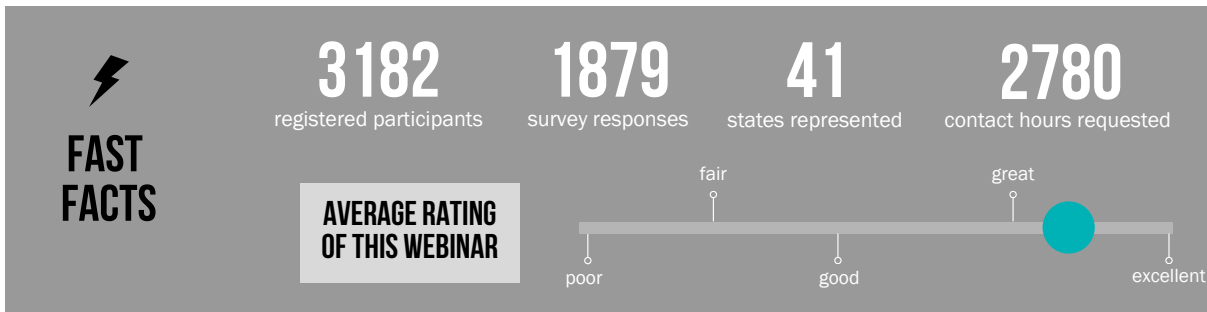 FAST
FACTS
3182
registered participants
1879
survey responses
41
states represented
2780
contact hours requested
AVERAGE RATING
OF THIS WEBINAR
poor
fair
good
great
excellent